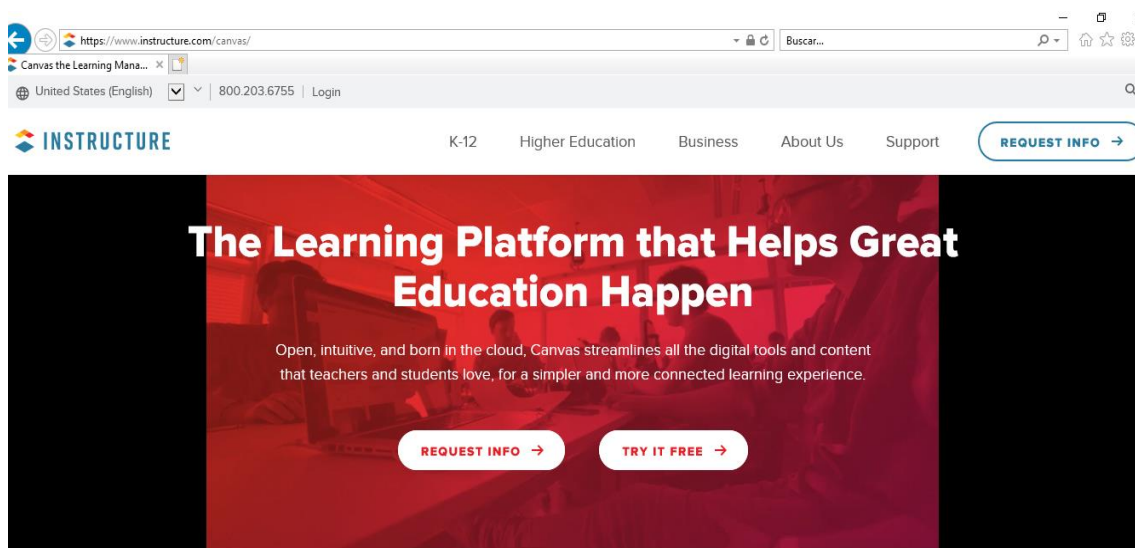 https://www.instructure.com/canvas/
Buscar...
Canvas the Learning Mana...
United States (English) 800.203.6755 Login
INSTRUCTURE K-12 Higher Education Business About Us Support REQUEST INFO →
The Learning Platform that Helps Great
Education Happen
Open, intuitive, and born in the cloud, Canvas streamlines all the digital tools and content
that teachers and students love, for a simpler and more connected learning experience.
REQUEST INFO → TRY IT FREE →